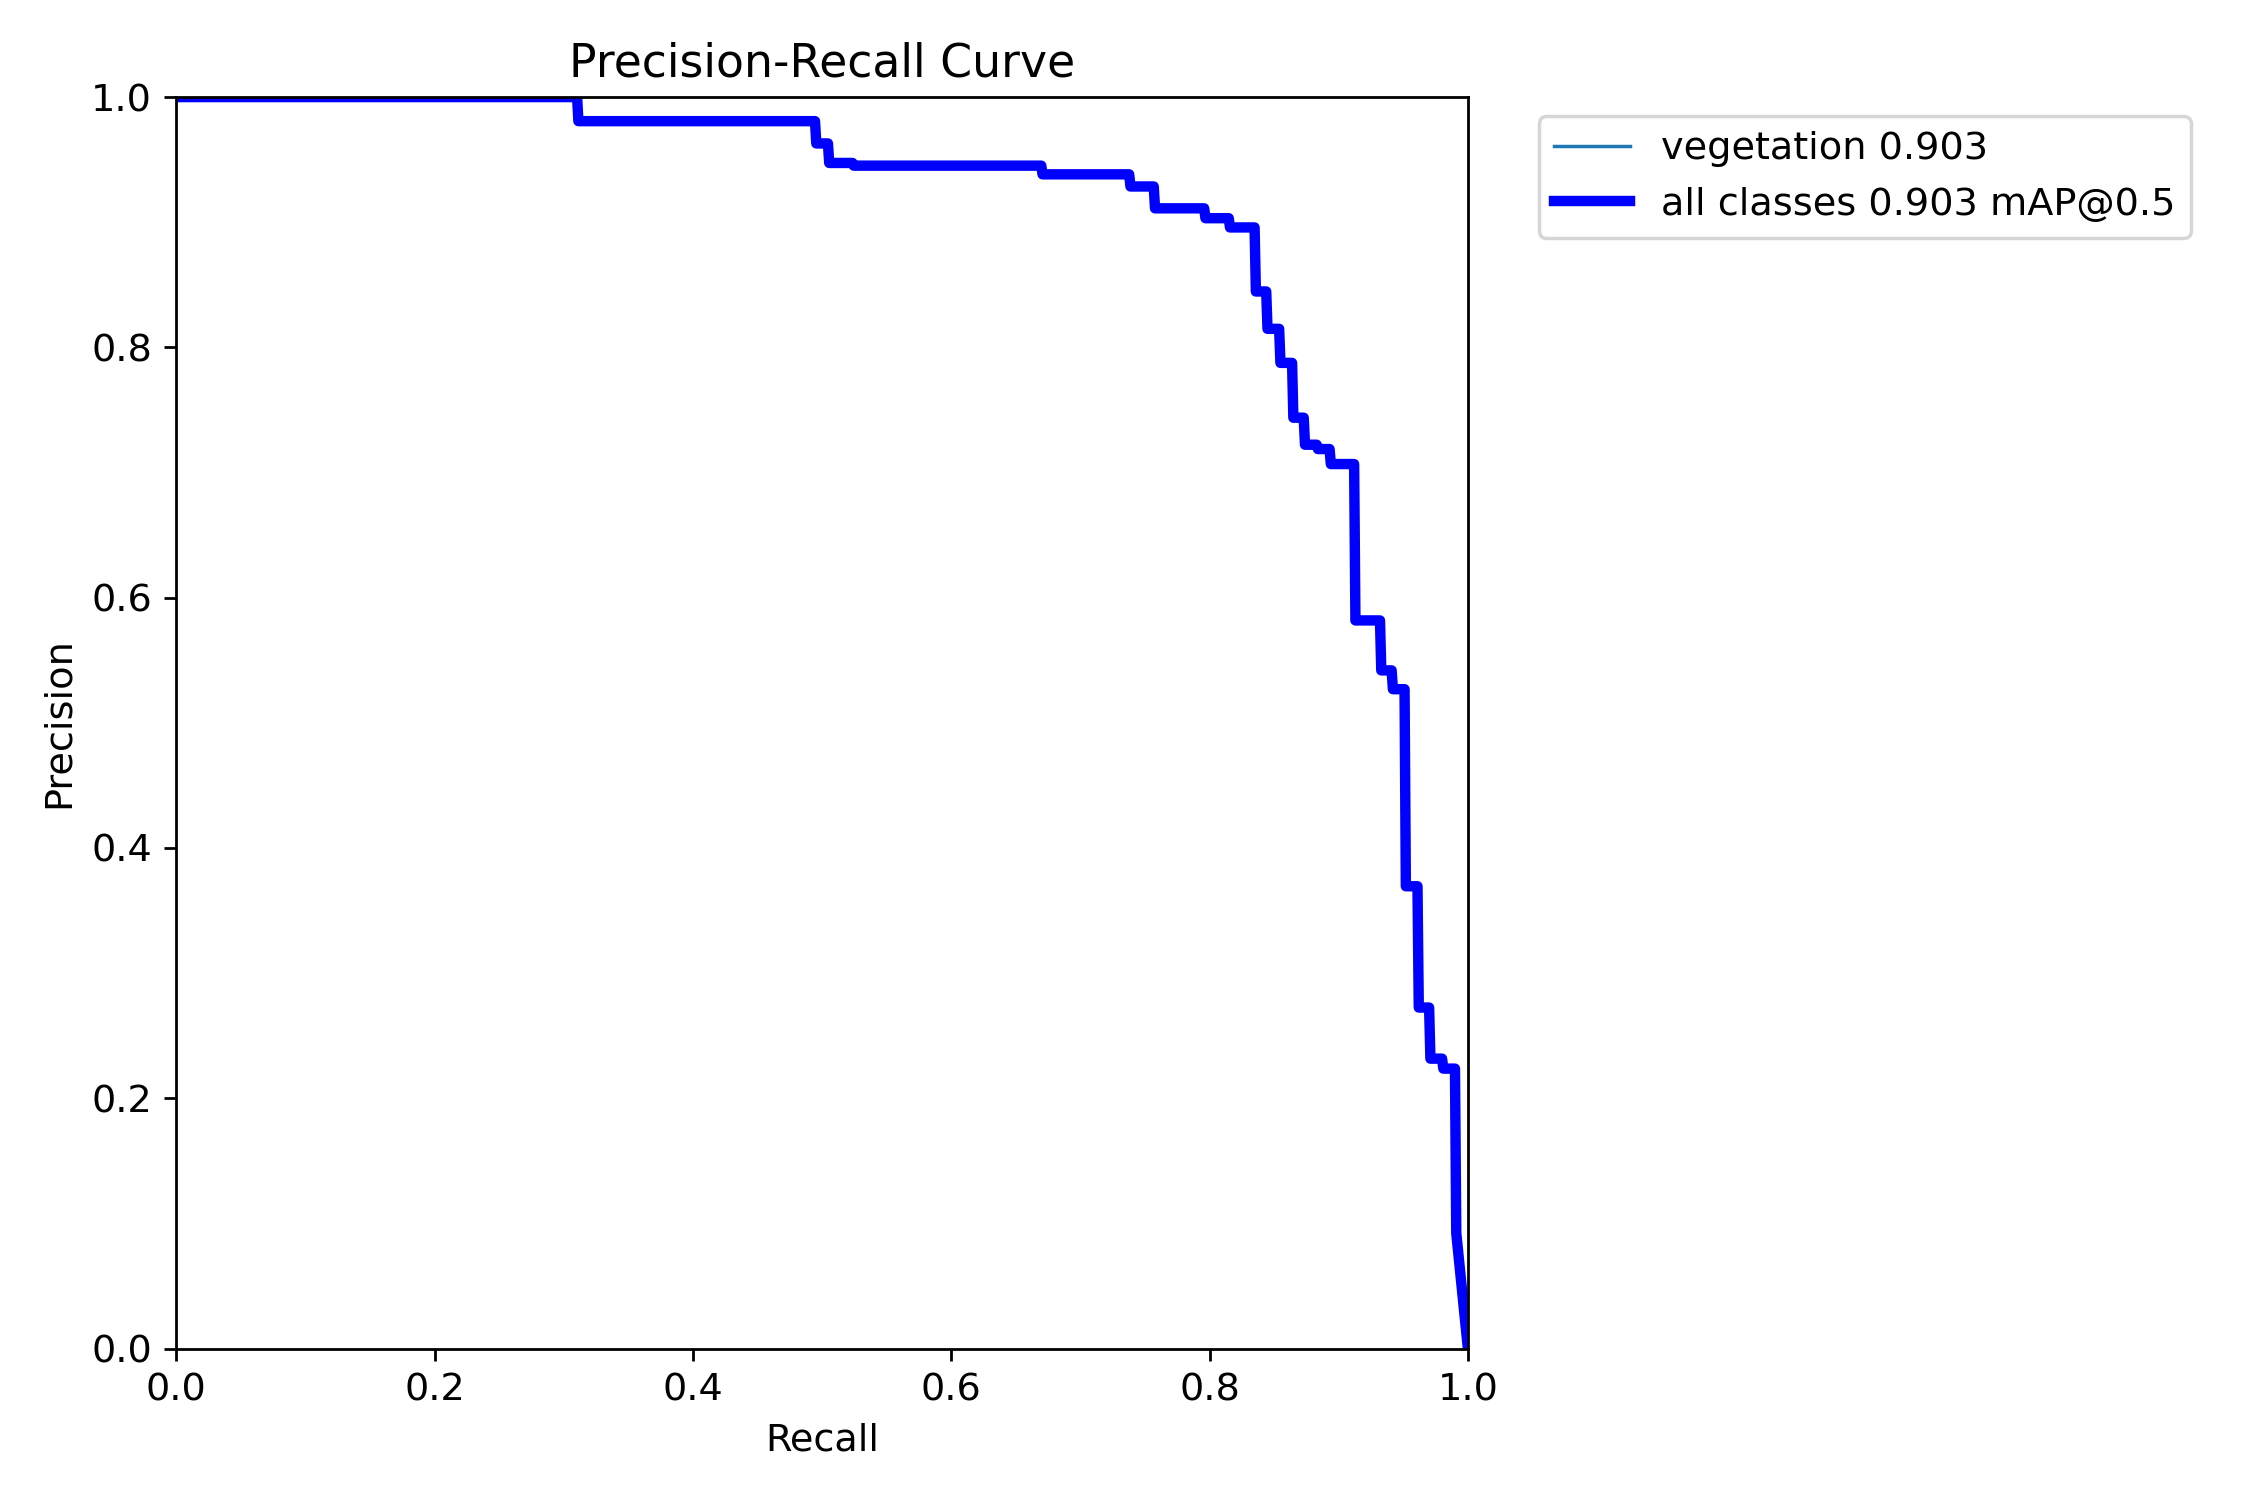 Precision-Recall Curve
1.0
0.8
0.6
0.4
0.2
0.0
Precision
0.0 0.2 0.4 0.6 0.8 1.0
Recall
vegetation 0.903
all classes 0.903 mAP@0.5